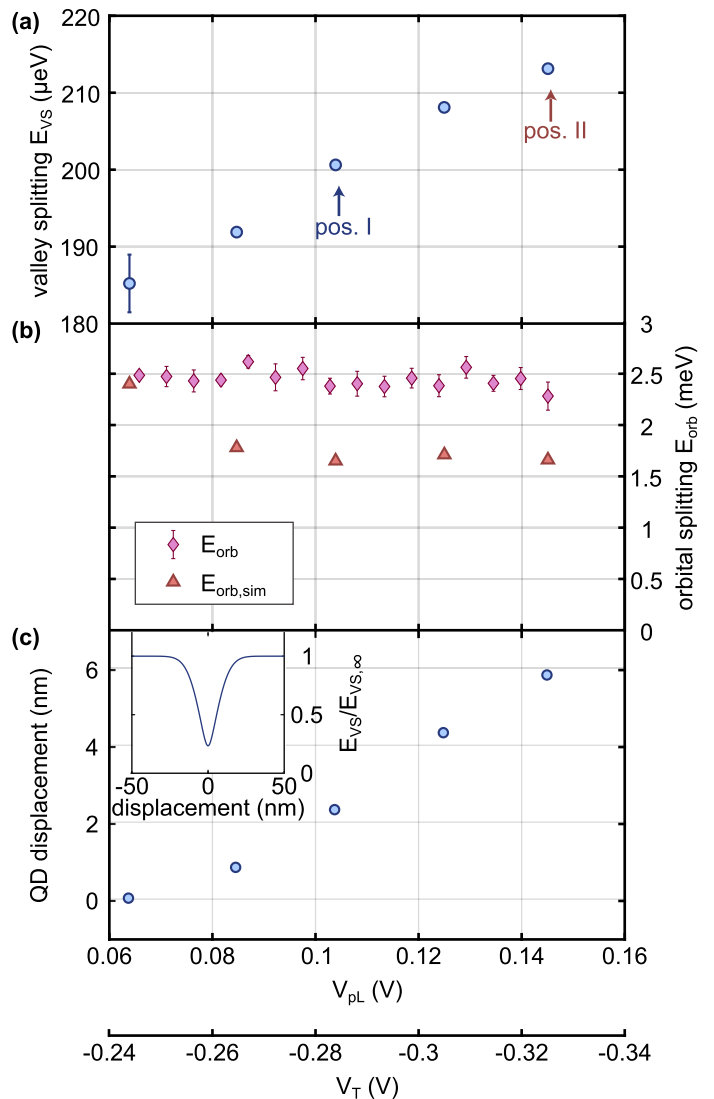 (a)
220
210
200
190
180
valley splitting E_VS (µeV)
pos. I
pos. II
(b)
3
2.5
2
1.5
1
0.5
0
orbital splitting E_orb (meV)
E_orb
E_orb,sim
(c)
6
4
2
0
QD displacement (nm)
1
0.5
0
E_VS/E_VS,∞
-50 0 50
displacement (nm)
0.06 0.08 0.1 0.12 0.14 0.16
V_pL (V)
-0.24 -0.26 -0.28 -0.3 -0.32 -0.34
V_T (V)